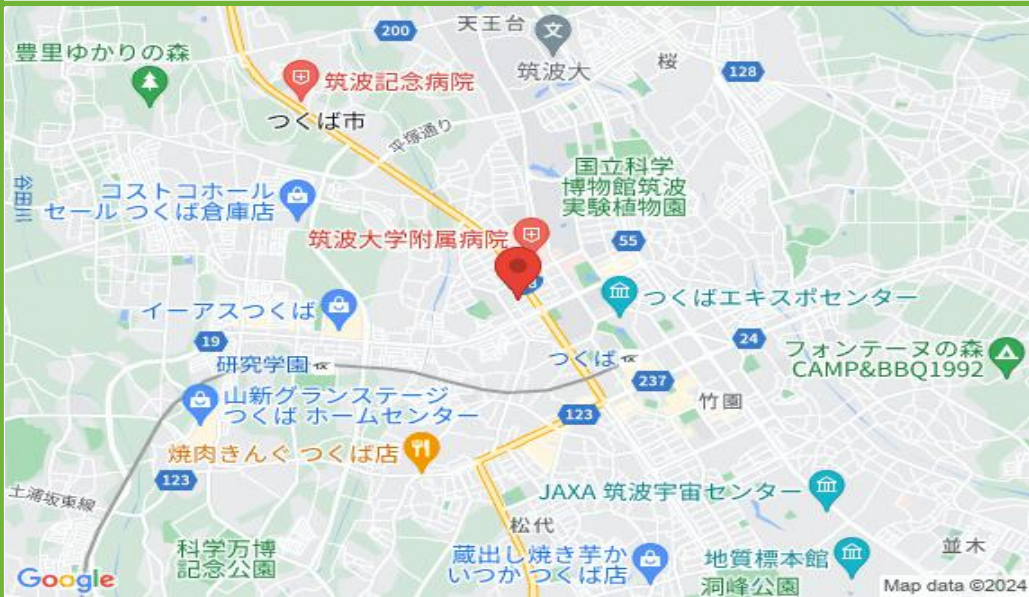 天王台
200
豊里ゆかりの森
筑波大
桜
128
筑波記念病院
つくば市
平塚通り
谷田川
国立科学
博物館筑波
実験植物園
コストコホール
セール つくば倉庫店
筑波大学附属病院
55
つくばエキスポセンター
イーアスつくば
19
24
研究学園
つくば
フォンテーヌの森
CAMP&BBQ1992
237
山新グランステージ
つくば ホームセンター
竹園
123
焼肉きんぐ つくば店
123
JAXA 筑波宇宙センター
土浦坂東線
松代
科学万博
記念公園
蔵出し焼き芋か
いつか つくば店
地質標本館
並木
洞峰公園
Google
Map data ©2024